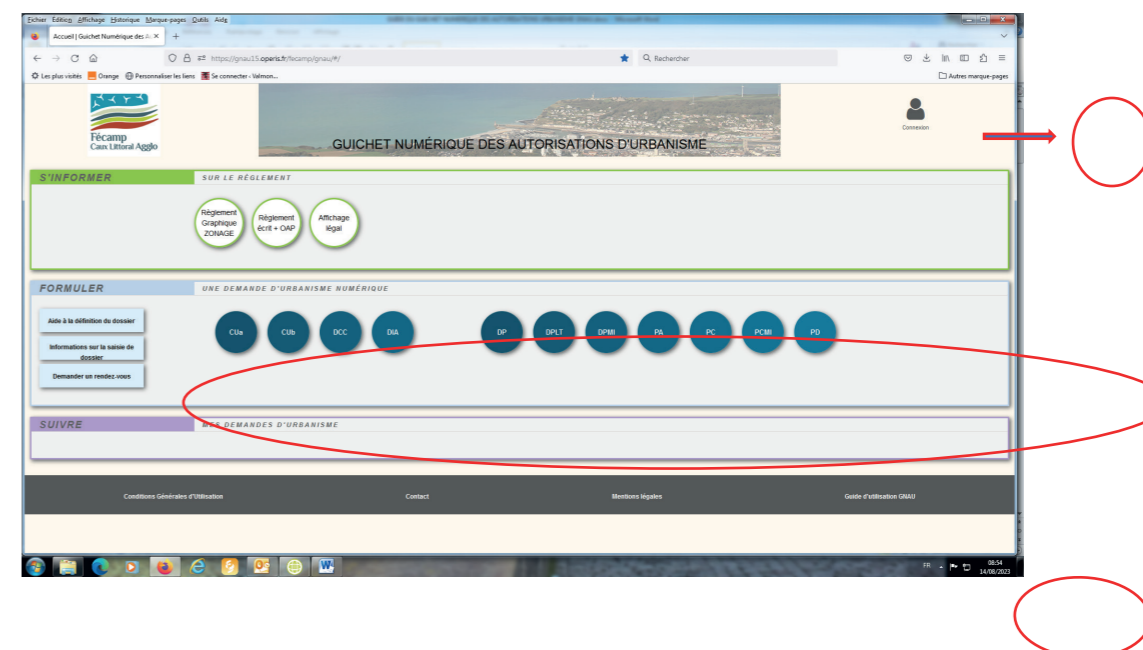 Fichier Édition Affichage Historique Marque-pages Outils Aide
Accueil | Guichet Numérique des
https://gnau15.operis.fr/fecamp/gnau/#/
Rechercher
Les plus visités Orange Personnaliser les liens Se connecter ‹ Valmon...
Autres marque-pages
Fécamp
Caux Littoral Agglo
GUICHET NUMÉRIQUE DES AUTORISATIONS D'URBANISME
Connexion
S'INFORMER
SUR LE RÉGLEMENT
Règlement
Graphique
ZONAGE
Règlement
écrit + OAP
Affichage
légal
FORMULER
UNE DEMANDE D'URBANISME NUMÉRIQUE
Aide à la définition du dossier
Informations sur la saisie de
dossier
Demander un rendez-vous
CUa CUb DCC DIA DP DPLT DPMI PA PC PCMI PD
SUIVRE
MES DEMANDES D'URBANISME
Conditions Générales d'Utilisation Contact Mentions légales Guide d'utilisation GNAU
FR
08:54
14/08/2023